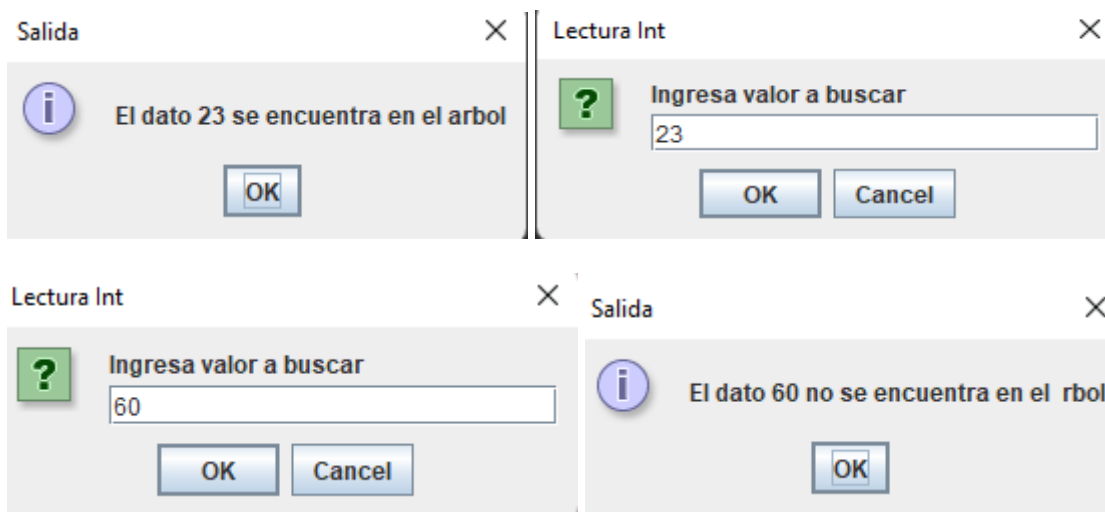 Salida
El dato 23 se encuentra en el arbol
OK
Lectura Int
Ingresa valor a buscar
23
OK Cancel
Lectura Int
Ingresa valor a buscar
60
OK Cancel
Salida
El dato 60 no se encuentra en el rbol
OK